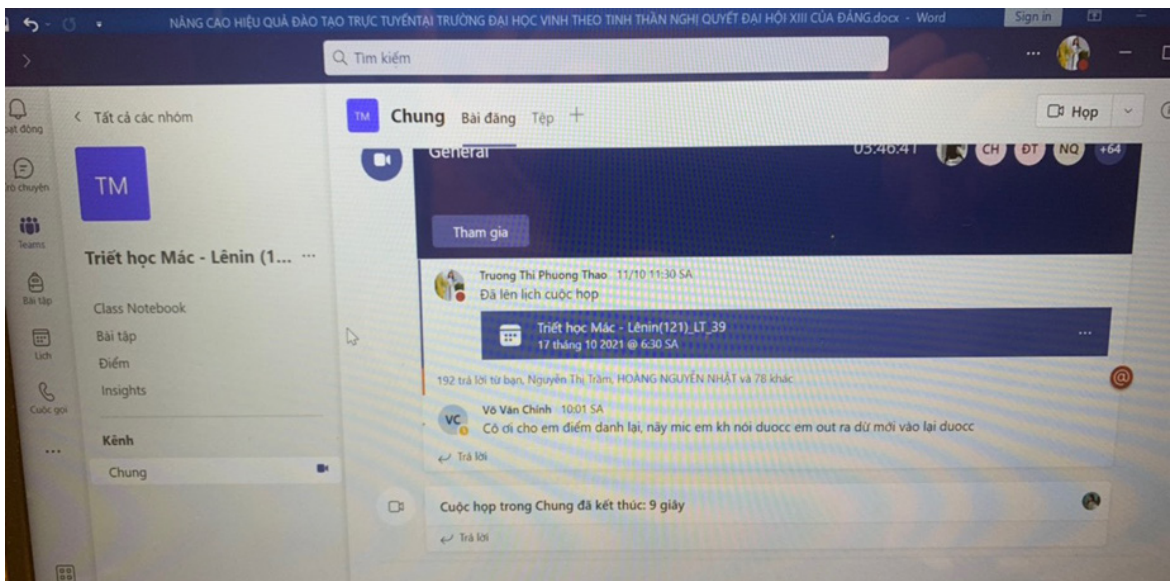 NÂNG CAO HIỆU QUẢ ĐÀO TẠO TRỰC TUYẾNTẠI TRƯỜNG ĐẠI HỌC VINH THEO TINH THẦN NGHỊ QUYẾT ĐẠI HỘI XIII CỦA ĐẢNG.docx - Word
Sign in
Tìm kiếm
Tất cả các nhóm
TM
Chung Bài đăng Tệp +
Họp
General
03:46:41
CH ĐT NQ +64
TM
Tham gia
Teams
Triết học Mác - Lênin (1... ...
Truong Thi Phuong Thao 11/10 11:30 SA
Đã lên lịch cuộc họp
Bài tập
Class Notebook
Triết học Mác - Lênin(121)_LT_39
17 tháng 10 2021 @ 6:30 SA
Bài tập
Lịch
Điểm
192 trả lời từ bạn, Nguyễn Thị Trâm, HOÀNG NGUYỄN NHẬT và 78 khác
Insights
Cuộc gọi
VC
Võ Văn Chính 10:01 SA
Cô ơi cho em điểm danh lại, nãy mic em kh nói duocc em out ra dừ mới vào lại duocc
Kênh
Trả lời
Chung
Cuộc họp trong Chung đã kết thúc: 9 giây
Trả lời